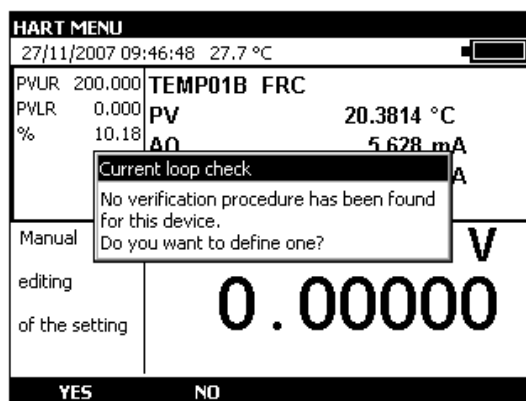 HART MENU
27/11/2007 09:46:48 27.7 °C
PVUR 200.000
PVLR 0.000
% 10.18
TEMP01B FRC
PV 20.3814 °C
AO 5.628 mA
A
Current loop check
No verification procedure has been found
for this device.
Do you want to define one?
Manual
editing
of the setting
V
0.00000
YES NO